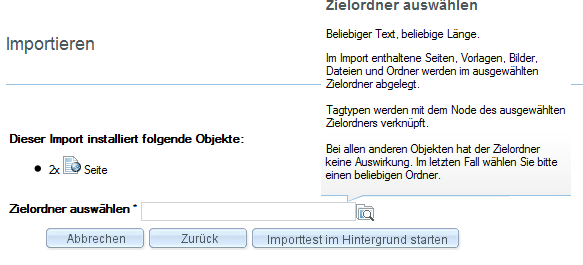 Zielordner auswählen
Beliebiger Text, beliebige Länge.
Importieren
Im Import enthaltene Seiten, Vorlagen, Bilder,
Dateien und Ordner werden im ausgewählten
Zielordner abgelegt.
Tagtypen werden mit dem Node des ausgewählten
Zielordners verknüpft.
Bei allen anderen Objekten hat der Zielordner
keine Auswirkung. Im letzten Fall wählen Sie bitte
einen beliebigen Ordner.
Dieser Import installiert folgende Objekte:
2x Seite
Zielordner auswählen *
Abbrechen
Zurück
Importtest im Hintergrund starten